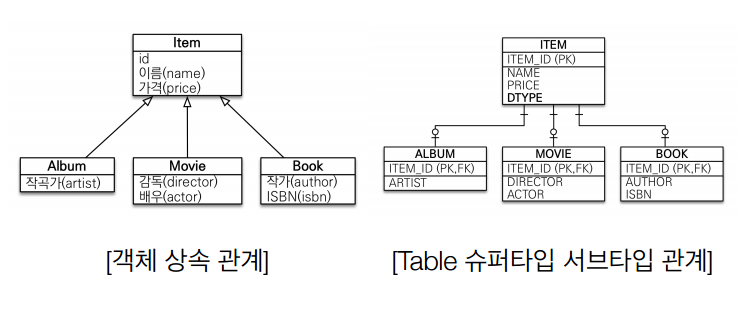 Item
id
이름(name)
가격(price)
Album
작곡가(artist)
Movie
감독(director)
배우(actor)
Book
작가(author)
ISBN(isbn)
[객체 상속 관계]
ITEM
ITEM_ID (PK)
NAME
PRICE
DTYPE
ALBUM
ITEM_ID (PK,FK)
ARTIST
MOVIE
ITEM_ID (PK,FK)
DIRECTOR
ACTOR
BOOK
ITEM_ID (PK,FK)
AUTHOR
ISBN
[Table 슈퍼타입 서브타입 관계]